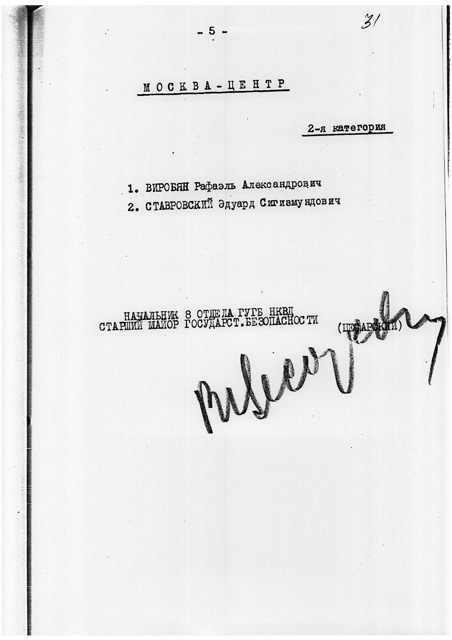 - 5 -
31
МОСКВА-ЦЕНТР
2-я категория
1. ВИРОБЯН Рафаэль Александрович
2. СТАВРОВСКИЙ Эдуард Сигизмундович
НАЧАЛЬНИК 8 ОТДЕЛА ГУГБ НКВД
СТАРШИЙ МАЙОР ГОСУДАРСТ.БЕЗОПАСНОСТИ (ЦЕСАРСКИЙ)